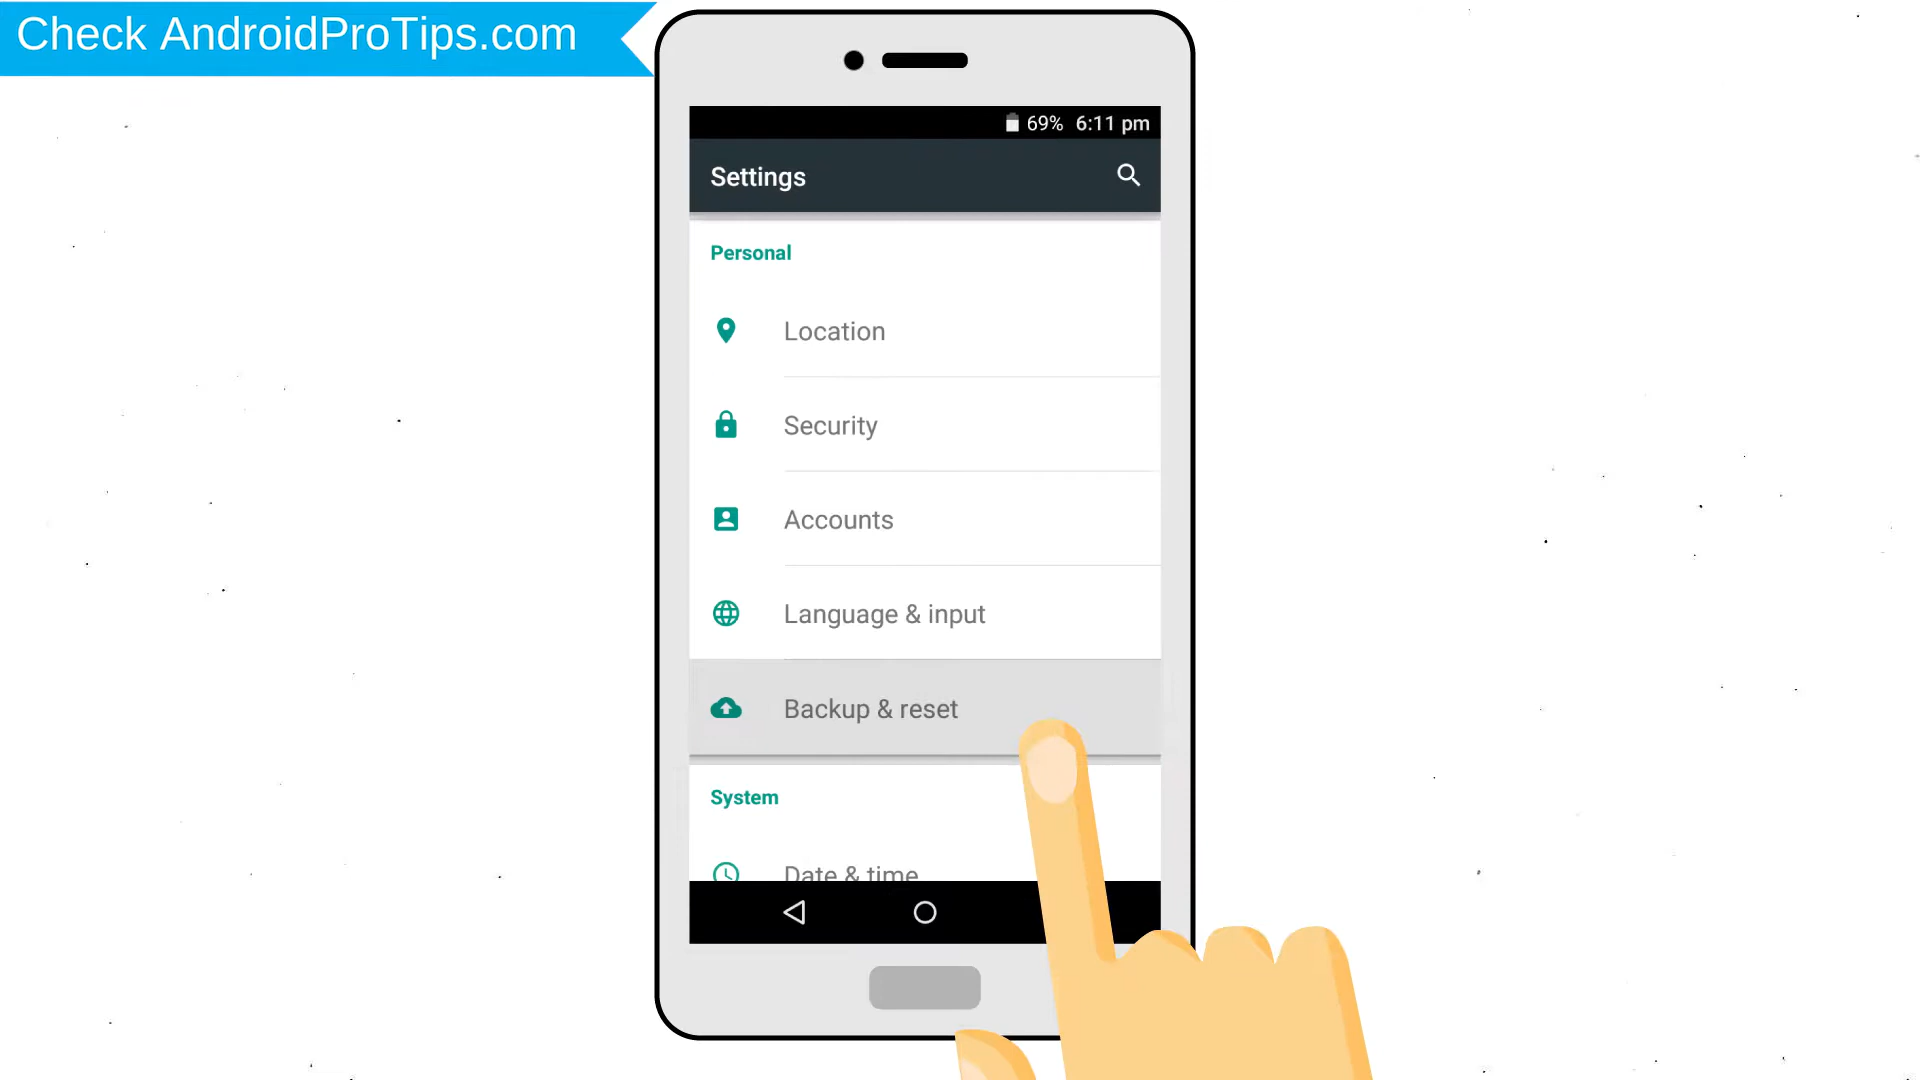 Check AndroidProTips.com
69% 6:11 pm
Settings
Personal
Location
Security
Accounts
Language & input
Backup & reset
System
Date & time